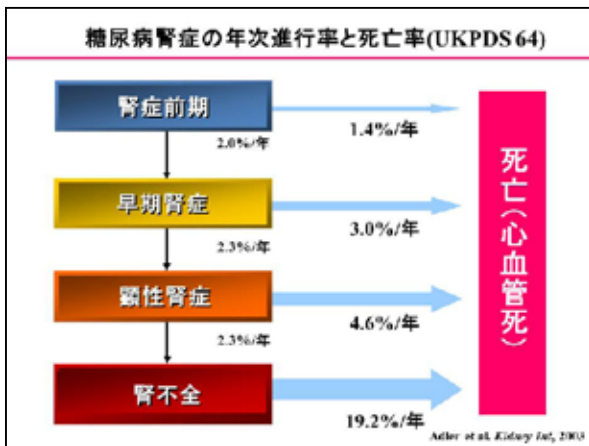 糖尿病腎症の年次進行率と死亡率(UKPDS 64)
腎症前期
1.4%/年
2.0%/年
早期腎症
3.0%/年
2.3%/年
顕性腎症
4.6%/年
2.3%/年
腎不全
19.2%/年
死亡(心血管死)
Adler et al. Kidney Int, 2003